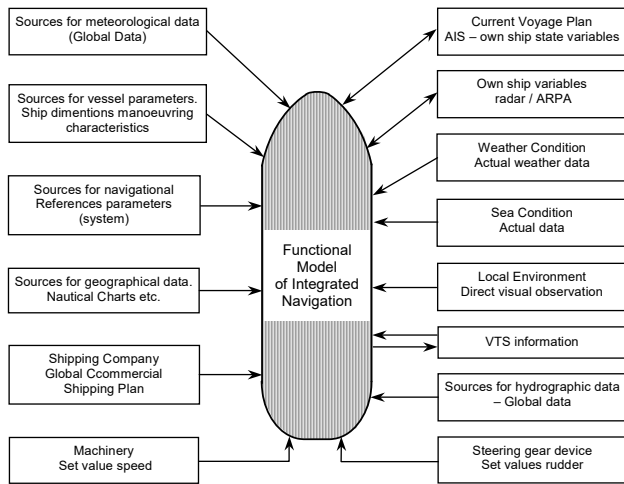 Sources for meteorological data
(Global Data)
Sources for vessel parameters.
Ship dimentions manoeuvring
characteristics
Sources for navigational
References parameters
(system)
Sources for geographical data.
Nautical Charts etc.
Shipping Company
Global Ccommercial
Shipping Plan
Machinery
Set value speed
Functional
Model
of Integrated
Navigation
Current Voyage Plan
AIS – own ship state variables
Own ship variables
radar / ARPA
Weather Condition
Actual weather data
Sea Condition
Actual data
Local Environment
Direct visual observation
VTS information
Sources for hydrographic data
– Global data
Steering gear device
Set values rudder